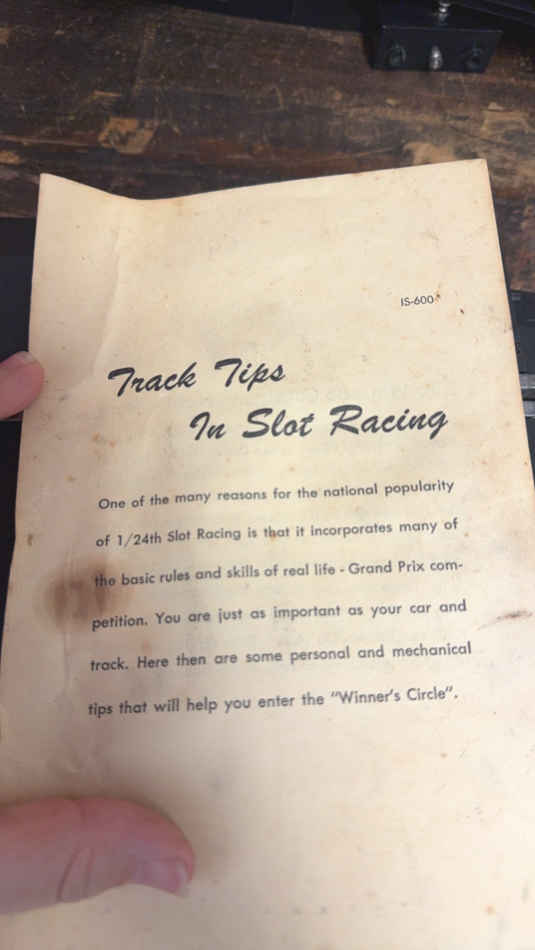 IS-600
Track Tips
In Slot Racing
One of the many reasons for the national popularity
of 1/24th Slot Racing is that it incorporates many of
the basic rules and skills of real life - Grand Prix com-
petition. You are just as important as your car and
track. Here then are some personal and mechanical
tips that will help you enter the "Winner's Circle".